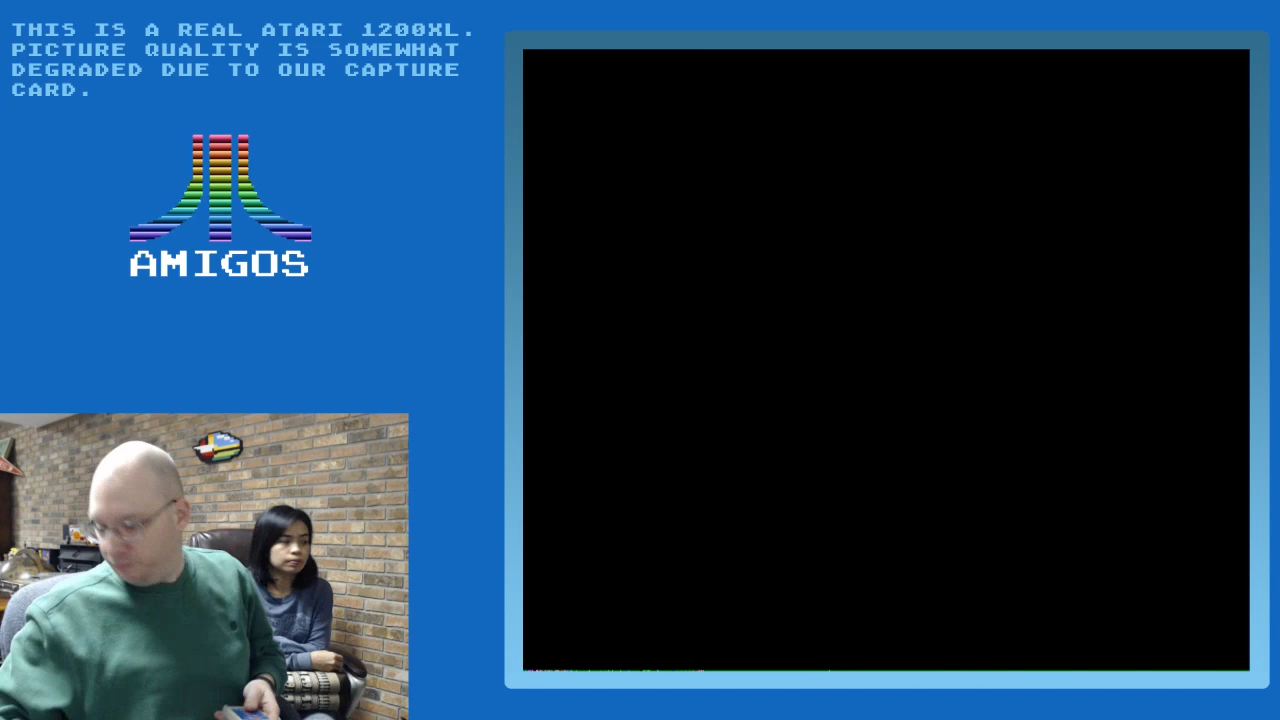 THIS IS A REAL ATARI 1200XL.
PICTURE QUALITY IS SOMEWHAT
DEGRADED DUE TO OUR CAPTURE
CARD.
AMIGOS